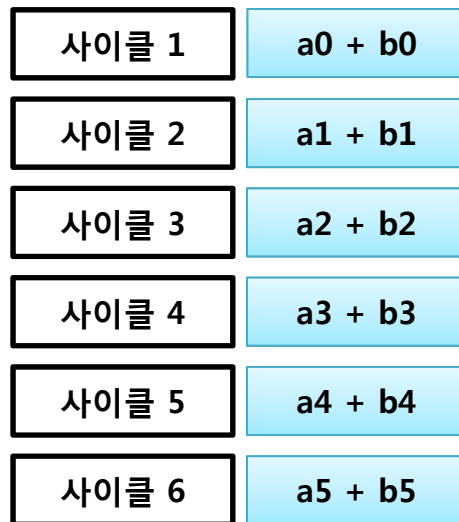 사이클 1 a0 + b0
사이클 2 a1 + b1
사이클 3 a2 + b2
사이클 4 a3 + b3
사이클 5 a4 + b4
사이클 6 a5 + b5